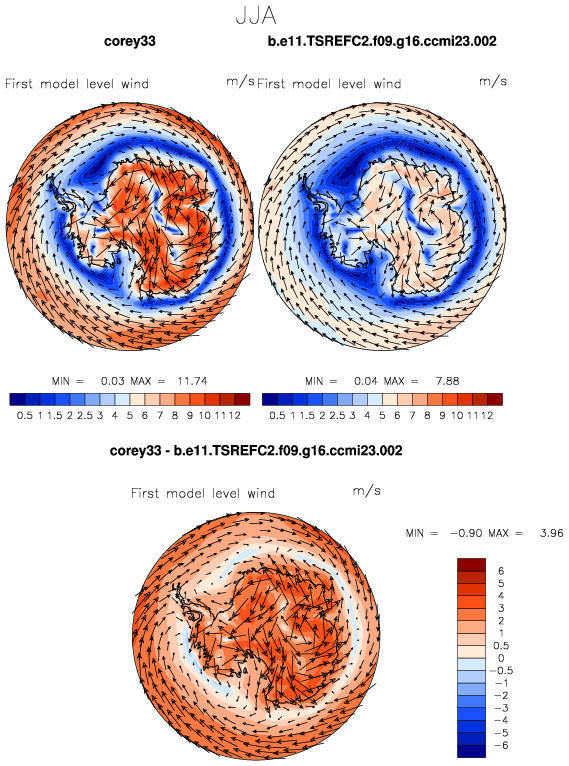 JJA
corey33 b.e11.TSREFC2.f09.g16.ccmi23.002
First model level wind m/s First model level wind m/s
MIN = 0.03 MAX = 11.74 MIN = 0.04 MAX = 7.88
0.5 1 1.5 2 2.5 3 4 5 6 7 8 9 10 11 12 0.5 1 1.5 2 2.5 3 4 5 6 7 8 9 10 11 12
corey33 - b.e11.TSREFC2.f09.g16.ccmi23.002
First model level wind m/s
MIN = -0.90 MAX = 3.96
6
5
4
3
2
1
0.5
0
-0.5
-1
-2
-3
-4
-5
-6